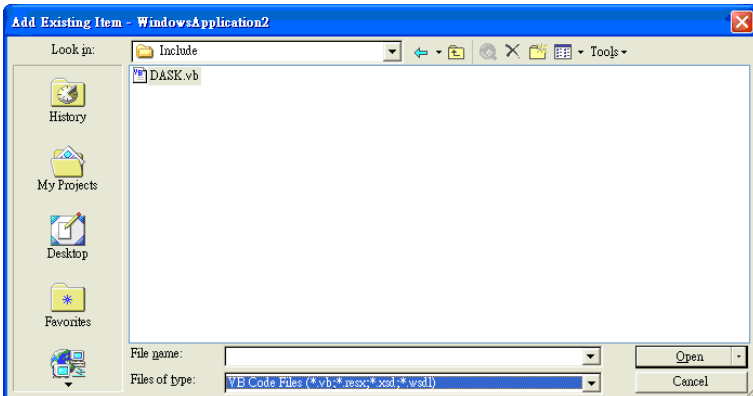 Add Existing Item - WindowsApplication2
Look in: Include Tools
DASK.vb
History
My Projects
Desktop
Favorites
File name: Open
Files of type: VB Code Files (*.vb;*.resx;*.xsd;*.wsdl) Cancel